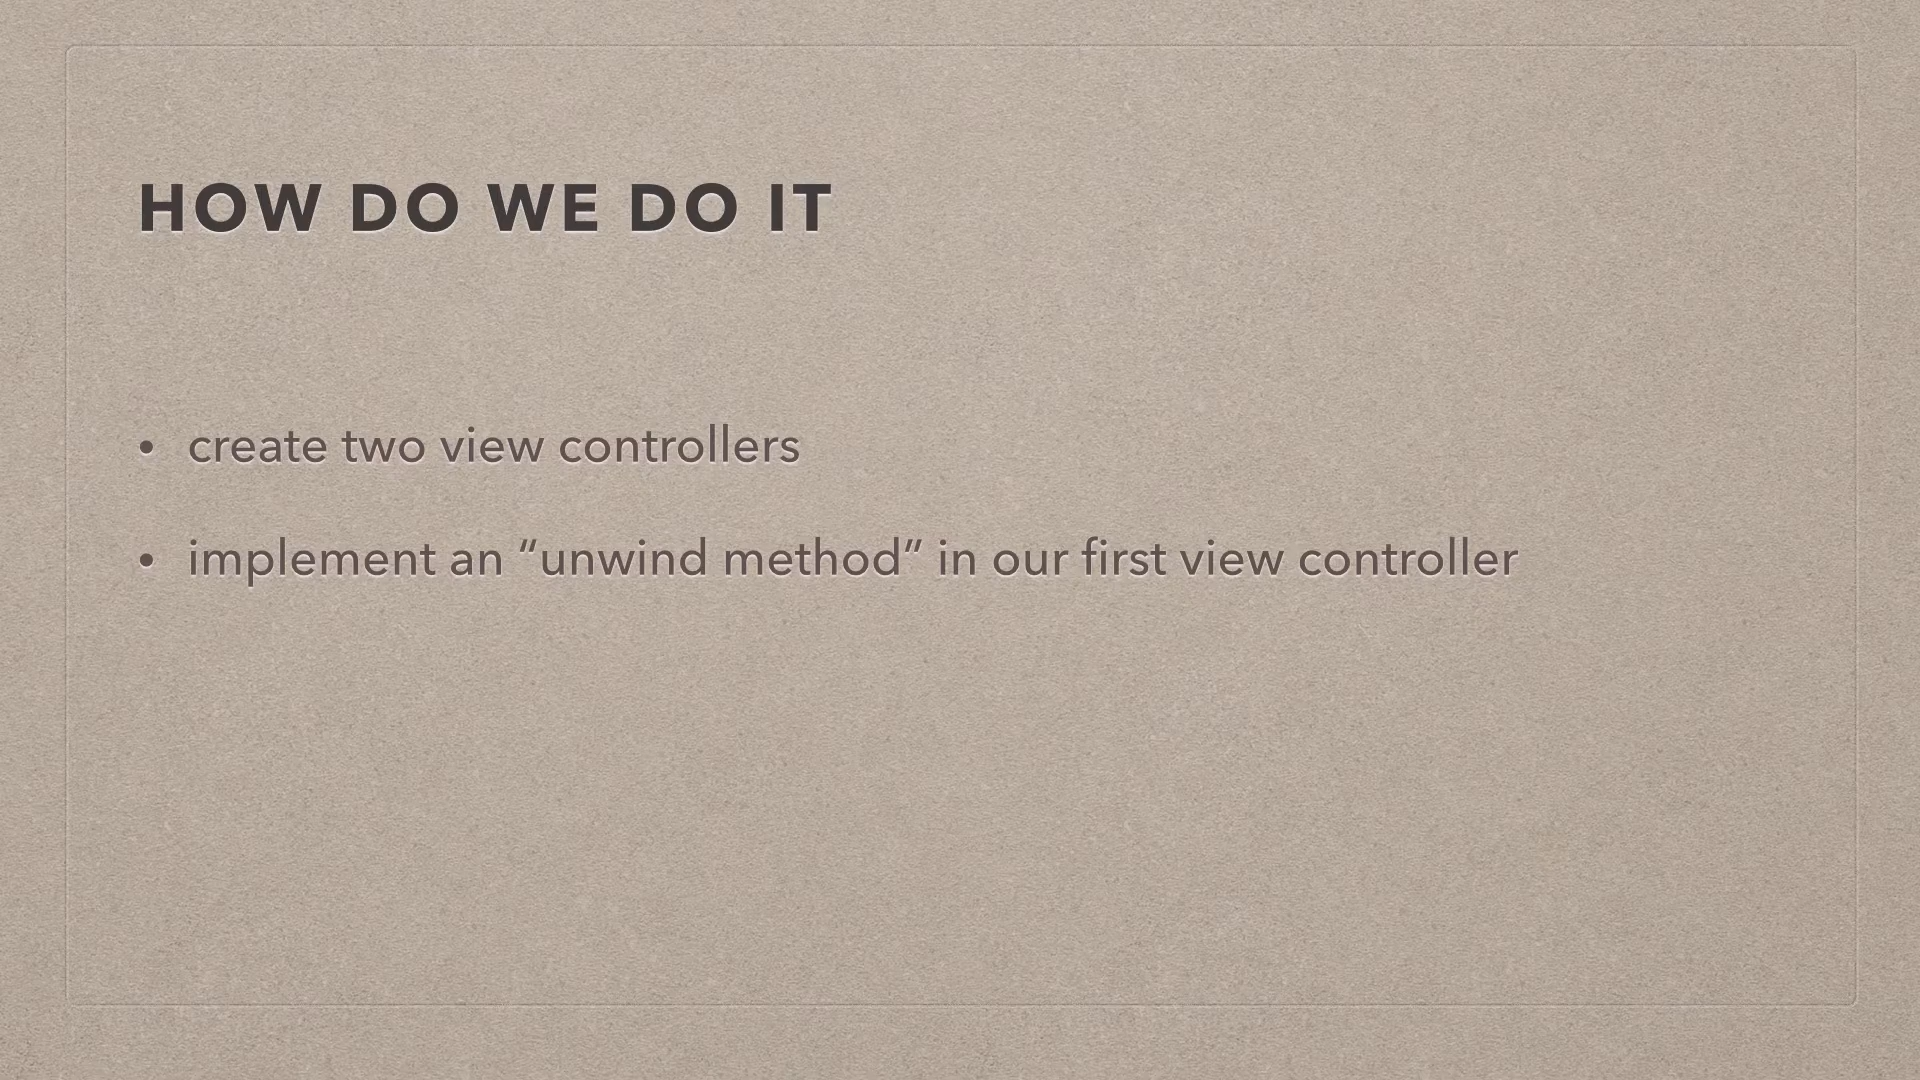 HOW DO WE DO IT
• create two view controllers
• implement an “unwind method” in our first view controller